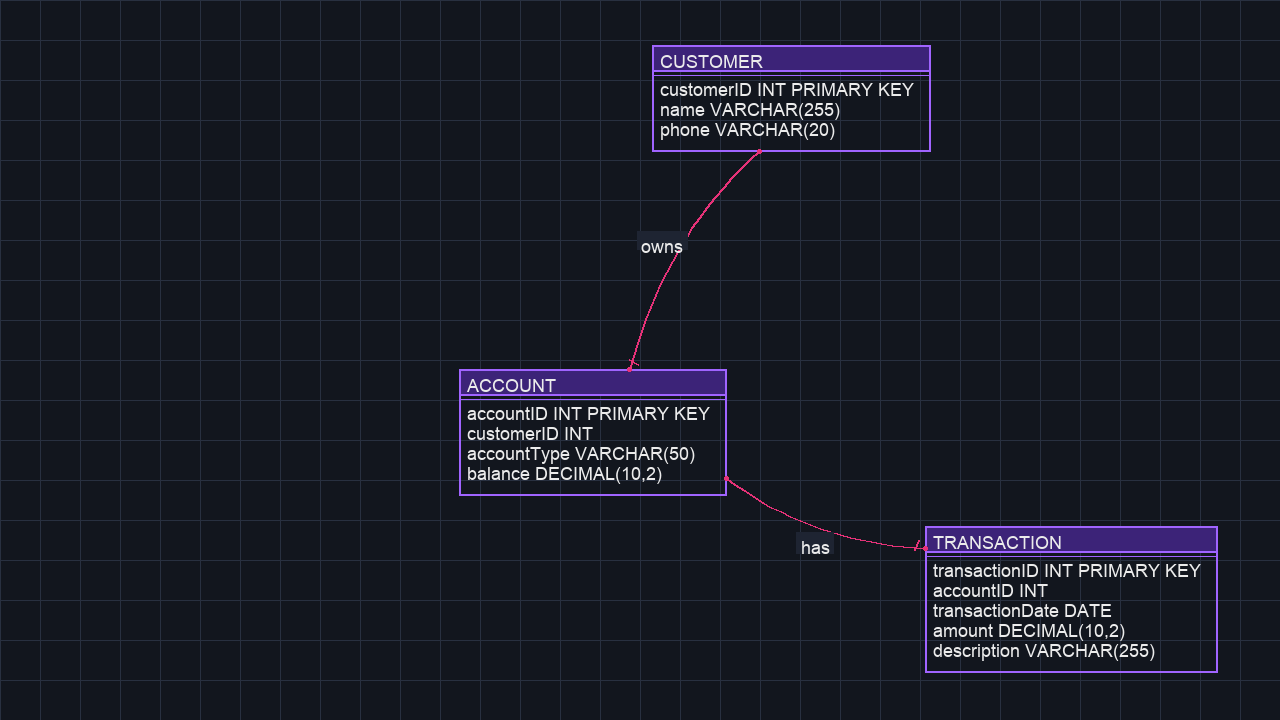 CUSTOMER
customerID INT PRIMARY KEY
name VARCHAR(255)
phone VARCHAR(20)
owns
ACCOUNT
accountID INT PRIMARY KEY
customerID INT
accountType VARCHAR(50)
balance DECIMAL(10,2)
has
TRANSACTION
transactionID INT PRIMARY KEY
accountID INT
transactionDate DATE
amount DECIMAL(10,2)
description VARCHAR(255)